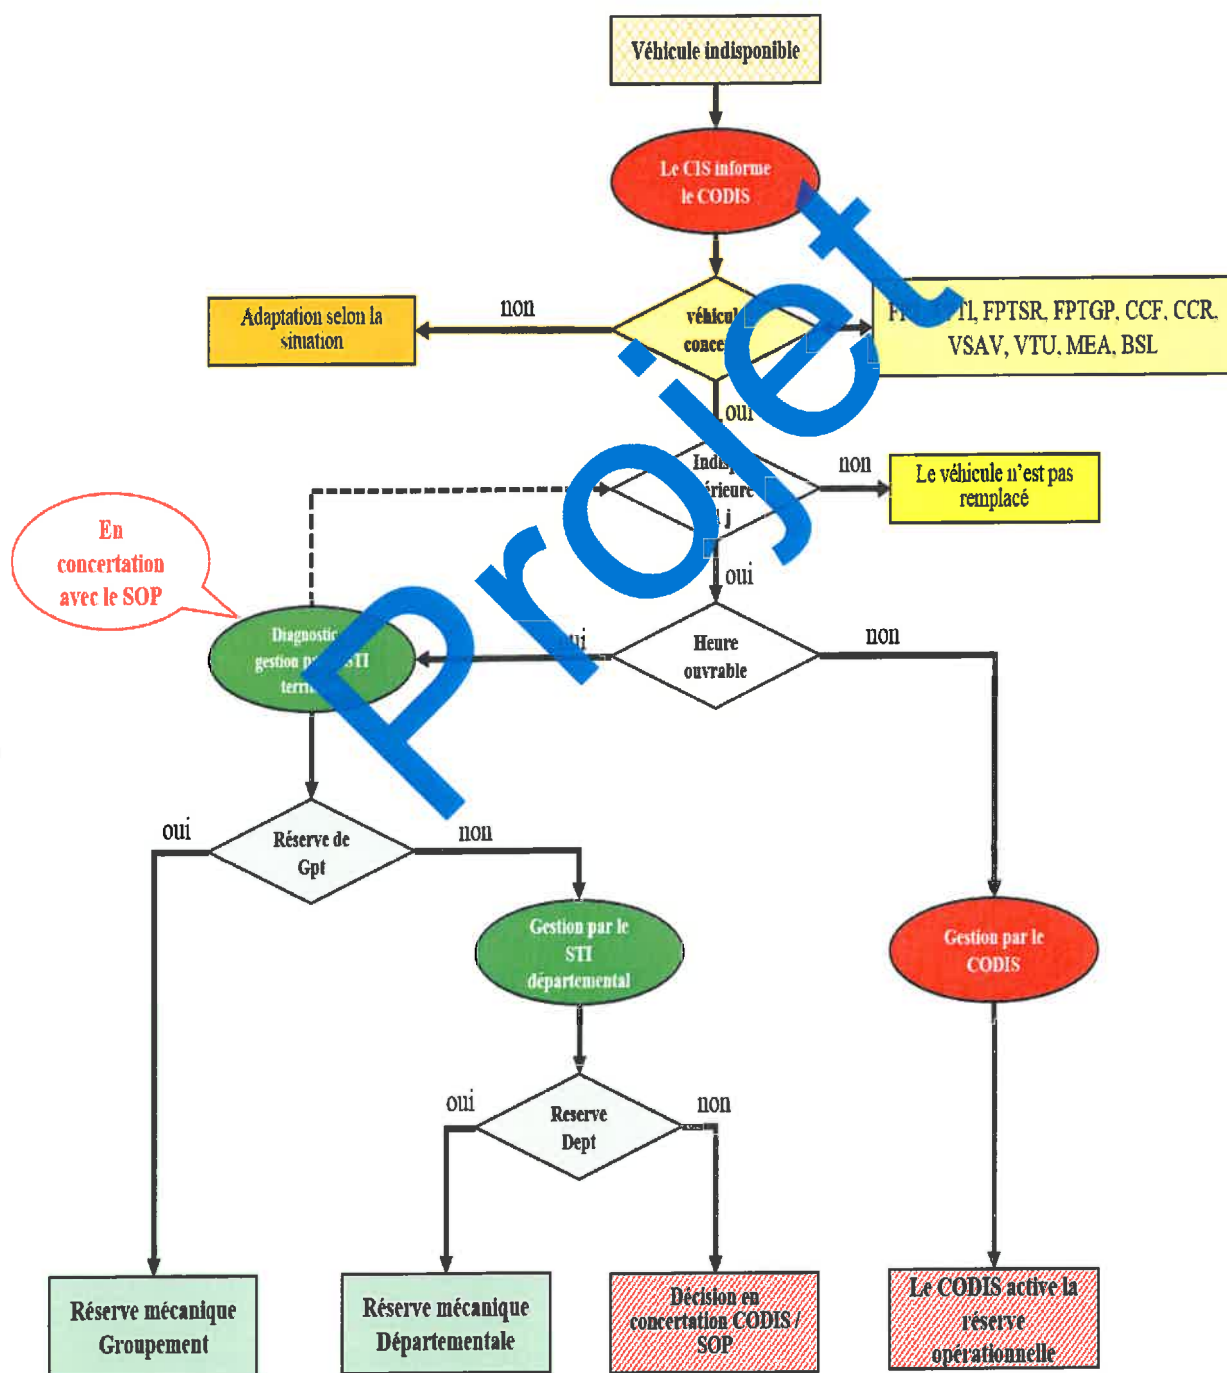 Véhicule indisponible
Le CIS informe
le CODIS
non
Adaptation selon la
situation
FPTSR, FPTGP, CCF, CCR,
VSAV, VTU, MEA, BSL
oui
non
Le véhicule n'est pas
remplacé
En
concertation
avec le SOP
oui
Diagnostic
gestion
STI
Heure
ouvrable
non
oui
Réserve de
Gpt
non
Gestion par le
STI
départemental
Gestion par le
CODIS
oui
Reserve
Dept
non
Réserve mécanique
Groupement
Réserve mécanique
Départementale
Décision en
concertation CODIS /
SOP
Le CODIS active la
réserve
opérationnelle
Projet